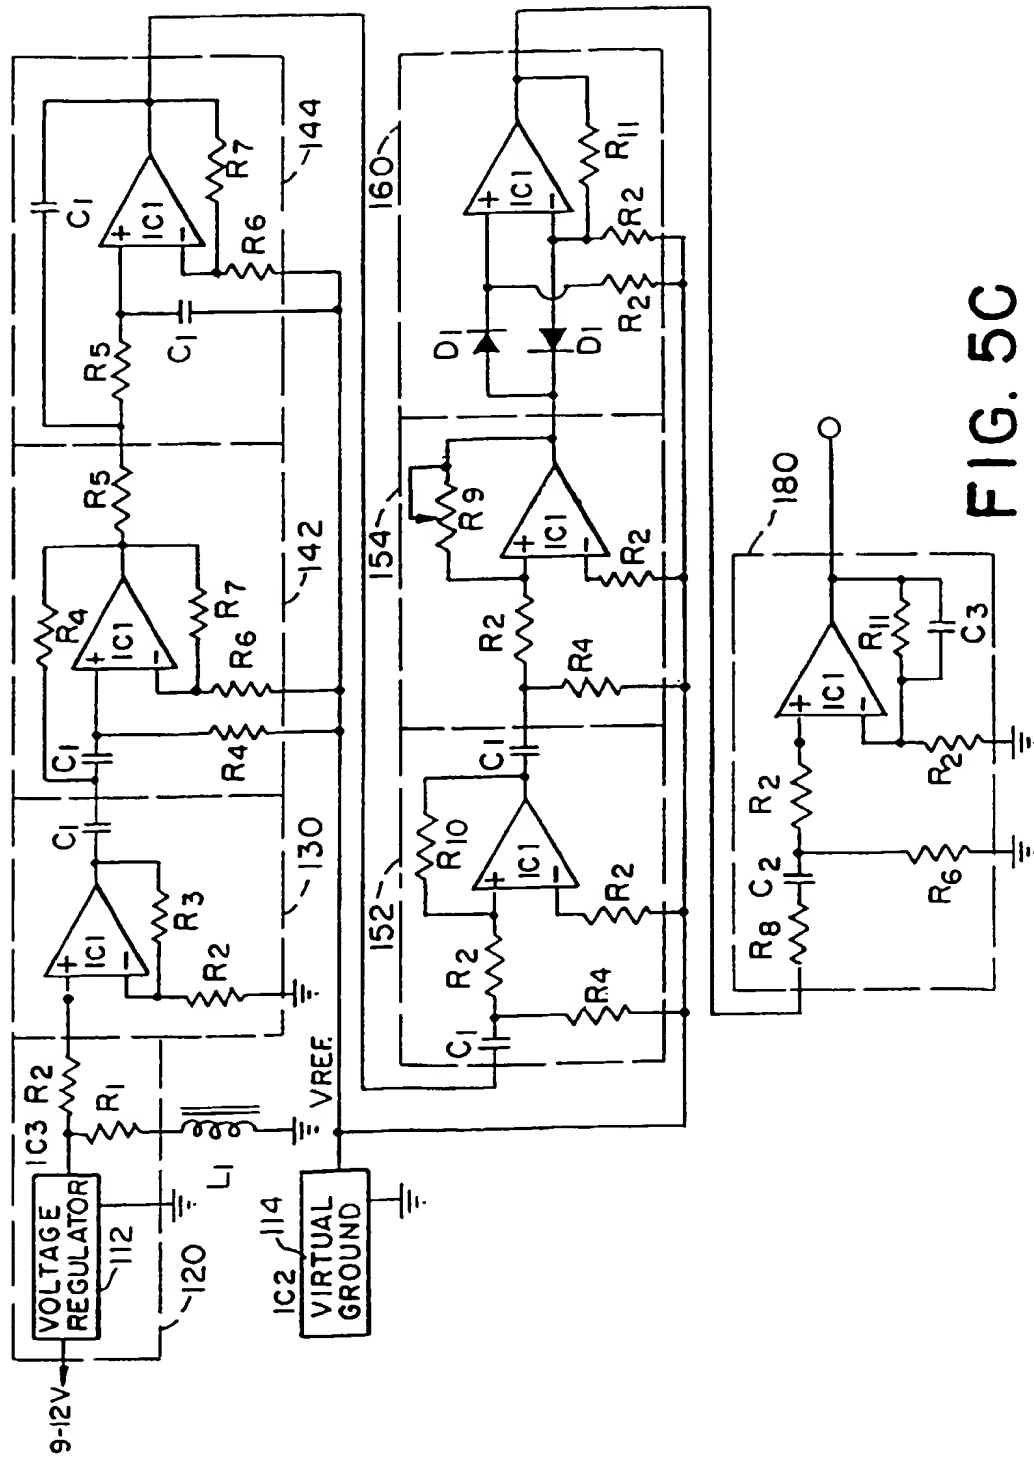 9-12V
VOLTAGE
REGULATOR
112
120
IC3
R2
R1
L1
+
IC1
-
R3
R2
130
C1
C1
R4
+
IC1
-
R4
R6
R7
142
R5
R5
C1
C1
+
IC1
-
R6
R7
144
IC2
114
VIRTUAL
GROUND
VREF.
152
C1
R2
R4
R10
+
IC1
-
R2
C1
154
R2
R4
R9
+
IC1
-
R2
160
D1
D1
R2
R2
+
IC1
-
R11
180
R8
C2
R6
R2
+
IC1
-
R2
R11
C3
FIG. 5C